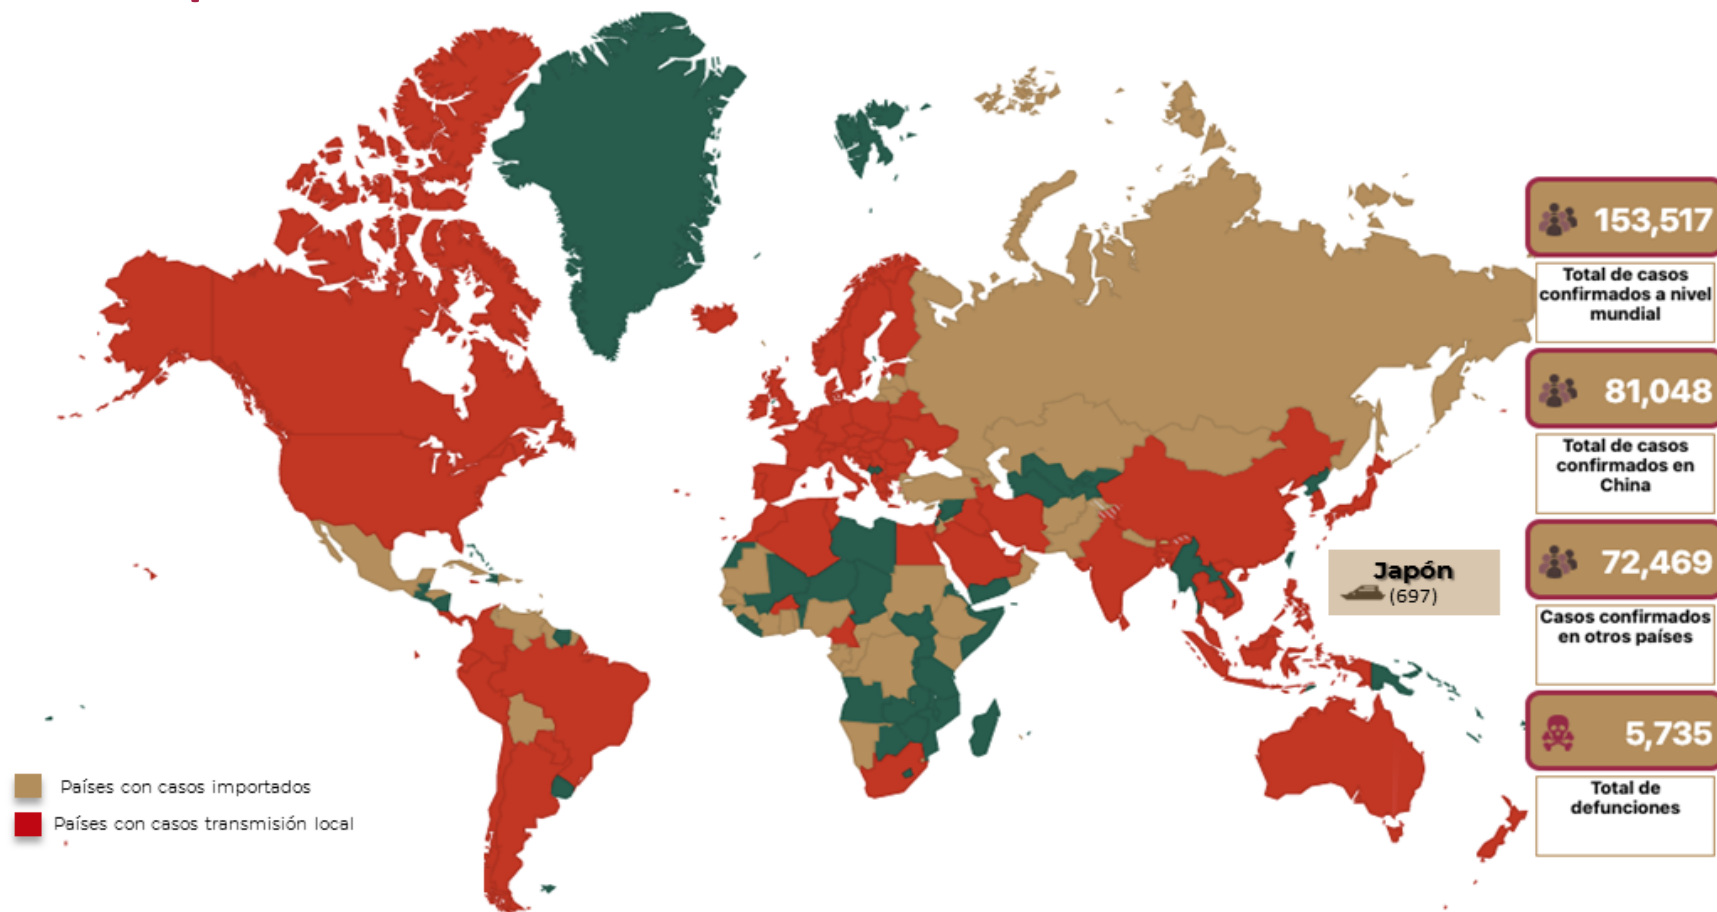 153,517
Total de casos
confirmados a nivel
mundial
81,048
Total de casos
confirmados en
China
Japón
(697)
72,469
Casos confirmados
en otros países
5,735
Total de
defunciones
Países con casos importados
Países con casos transmisión local